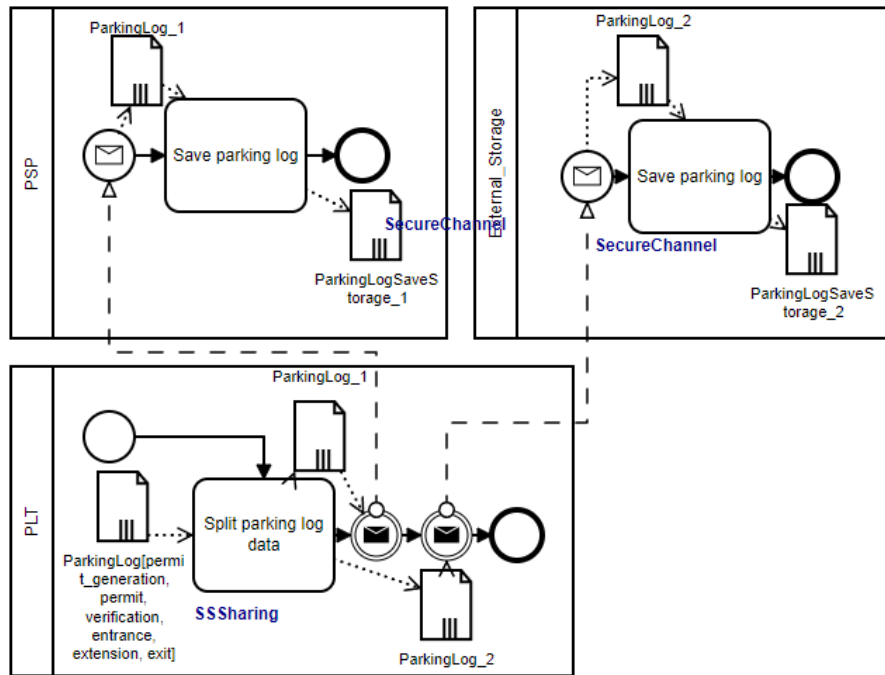 ParkingLog_1
PSP
Save parking log
SecureChannel
ParkingLogSaveS
torage_1
ParkingLog_2
External_Storage
Save parking log
SecureChannel
ParkingLogSaveS
torage_2
PLT
ParkingLog_1
Split parking log
data
ParkingLog[permi
t_generation,
permit,
verification,
entrance,
extension, exit]
SSSharing
ParkingLog_2